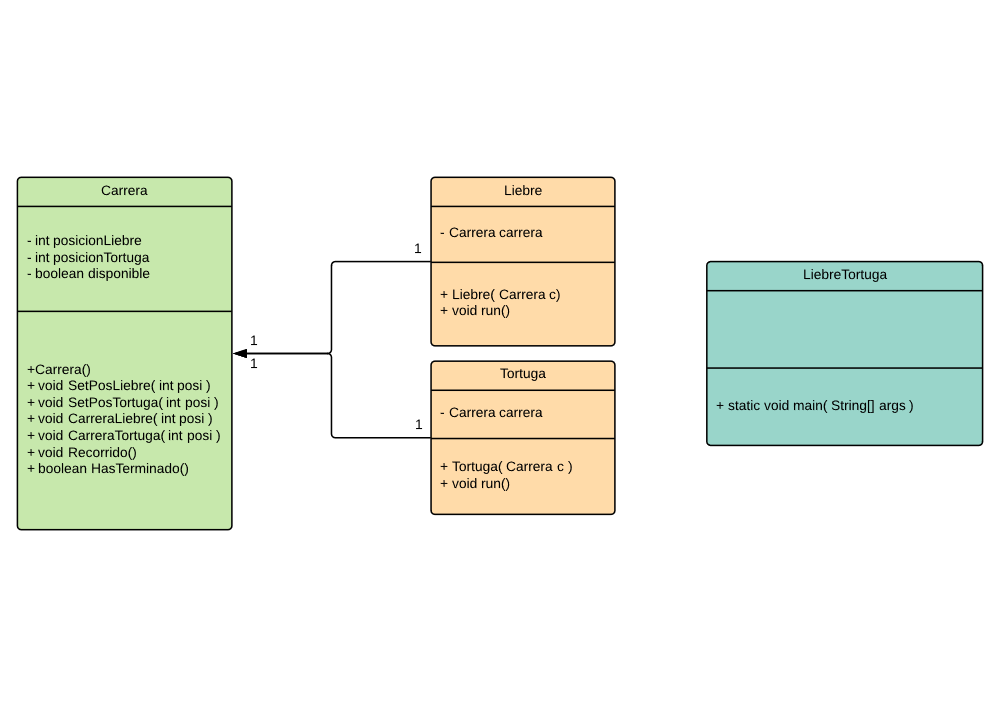 Carrera
- int posicionLiebre
- int posicionTortuga
- boolean disponible
+Carrera()
+ void SetPosLiebre( int posi )
+ void SetPosTortuga( int posi )
+ void CarreraLiebre( int posi )
+ void CarreraTortuga( int posi )
+ void Recorrido()
+ boolean HasTerminado()
1
1
1
1
Liebre
- Carrera carrera
+ Liebre( Carrera c)
+ void run()
Tortuga
- Carrera carrera
+ Tortuga( Carrera c )
+ void run()
LiebreTortuga
+ static void main( String[] args )